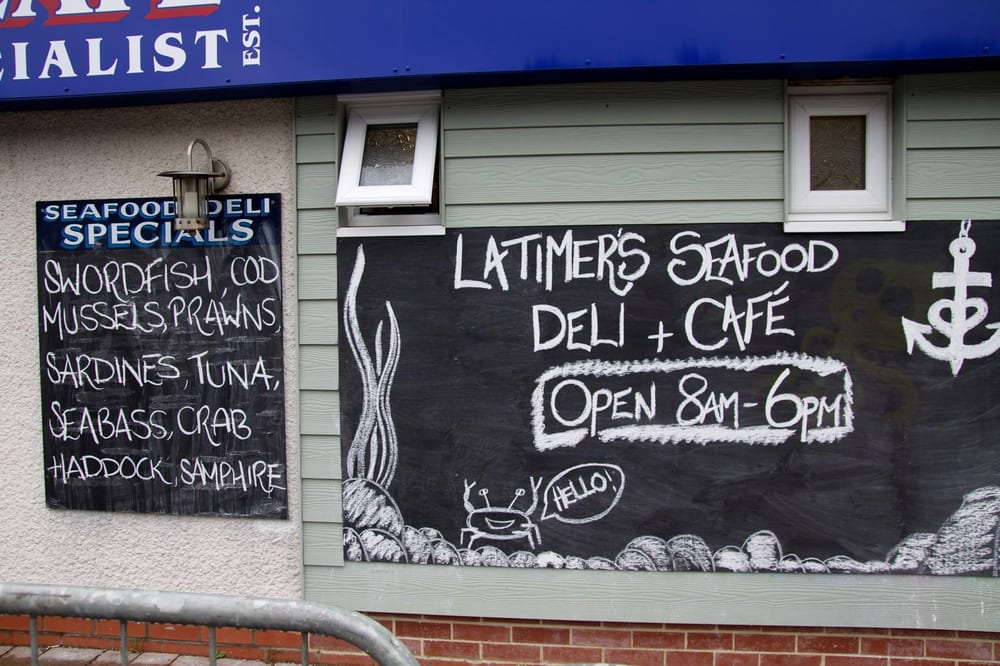 CIALIST EST.
SEAFOOD DELI
SPECIALS
SWORDFISH, COD
MUSSELS, PRAWNS,
SARDINES, TUNA,
SEABASS, CRAB
HADDOCK, SAMPHIRE
LATIMER'S SEAFOOD
DELI + CAFÉ
OPEN 8AM-6PM
HELLO!